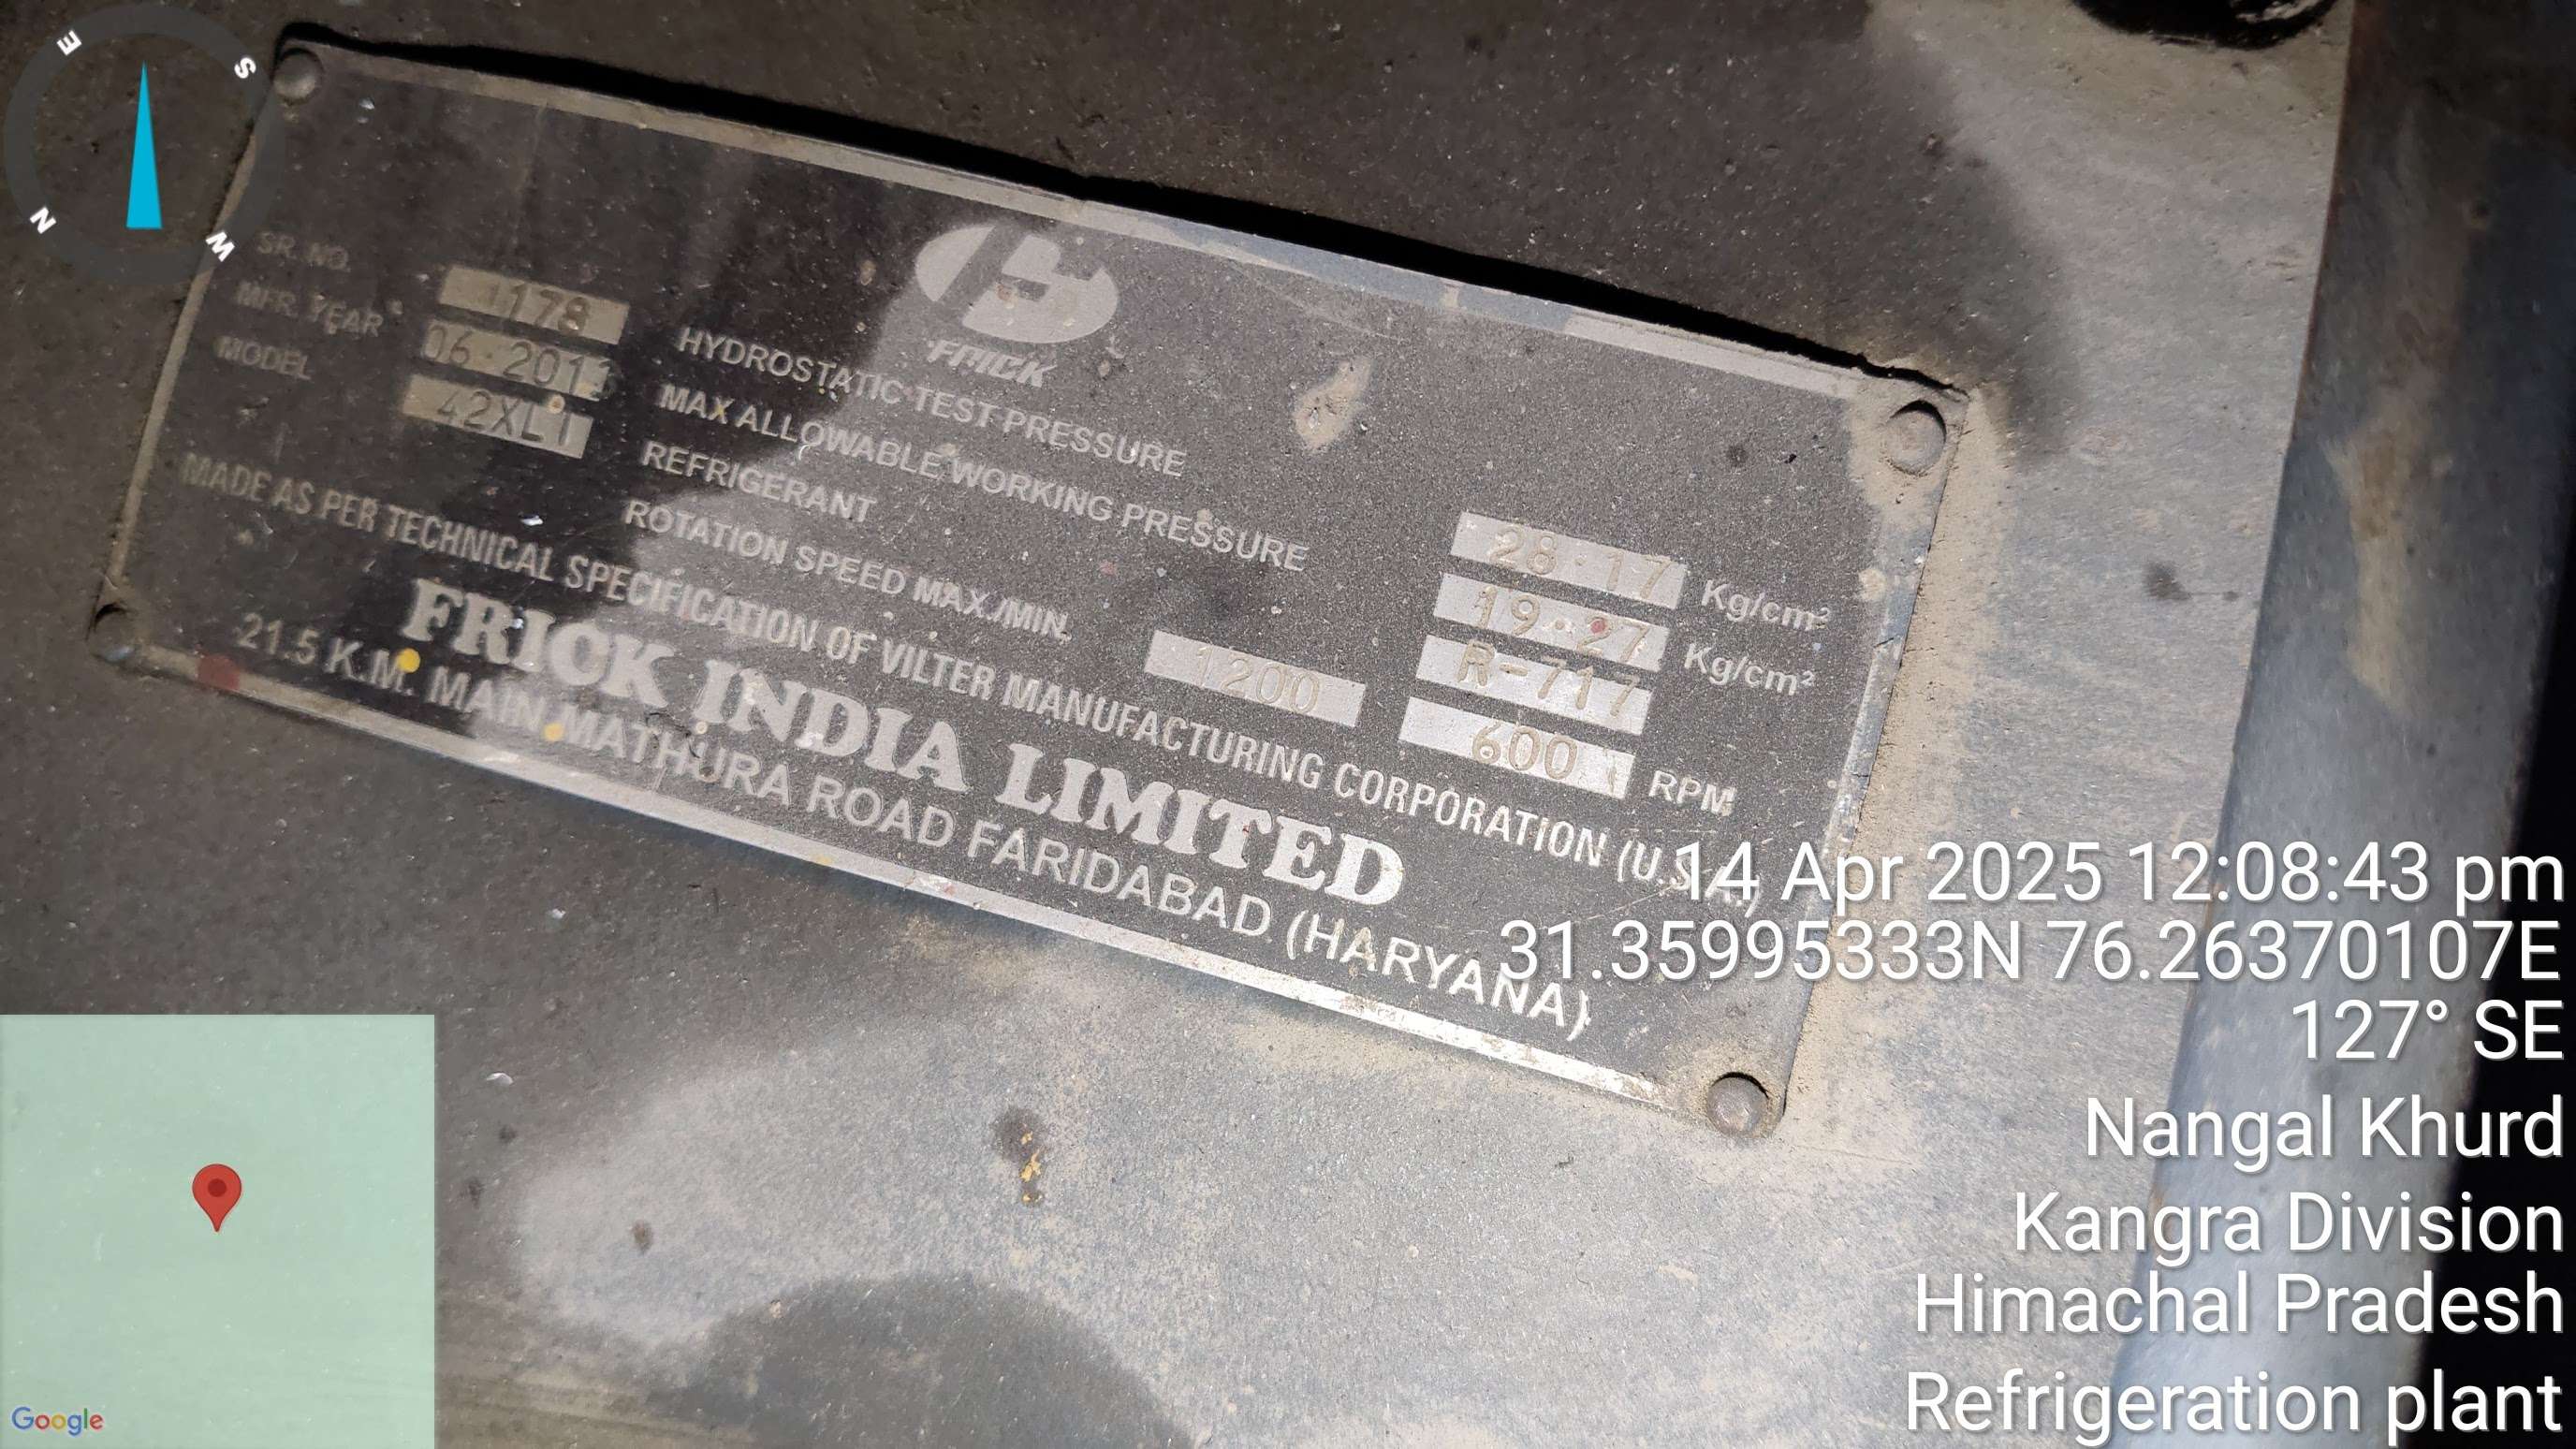 E
S
N
W
FRICK
SR. NO. 1178
MFR. YEAR 06·2013
MODEL 42XLI
HYDROSTATIC TEST PRESSURE 28·17 Kg/cm²
MAX ALLOWABLE WORKING PRESSURE 19·27 Kg/cm²
REFRIGERANT R-717
ROTATION SPEED MAX./MIN. 1200 600 RPM
MADE AS PER TECHNICAL SPECIFICATION OF VILTER MANUFACTURING CORPORATION (U.S.A.)
FRICK INDIA LIMITED
21.5 K.M. MAIN MATHURA ROAD FARIDABAD (HARYANA)
14 Apr 2025 12:08:43 pm
31.35995333N 76.26370107E
127° SE
Nangal Khurd
Kangra Division
Himachal Pradesh
Refrigeration plant
Google